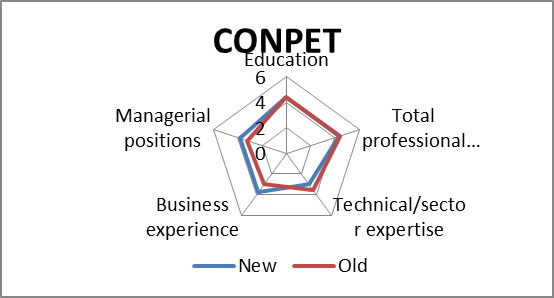 CONPET
Education
6
4
2
0
Managerial
positions
Total
professional...
Business
experience
Technical/secto
r expertise
New
Old